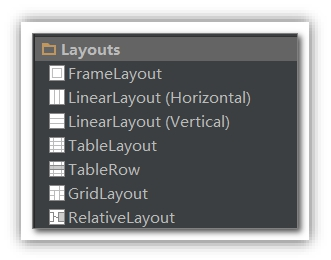 Layouts
FrameLayout
LinearLayout (Horizontal)
LinearLayout (Vertical)
TableLayout
TableRow
GridLayout
RelativeLayout